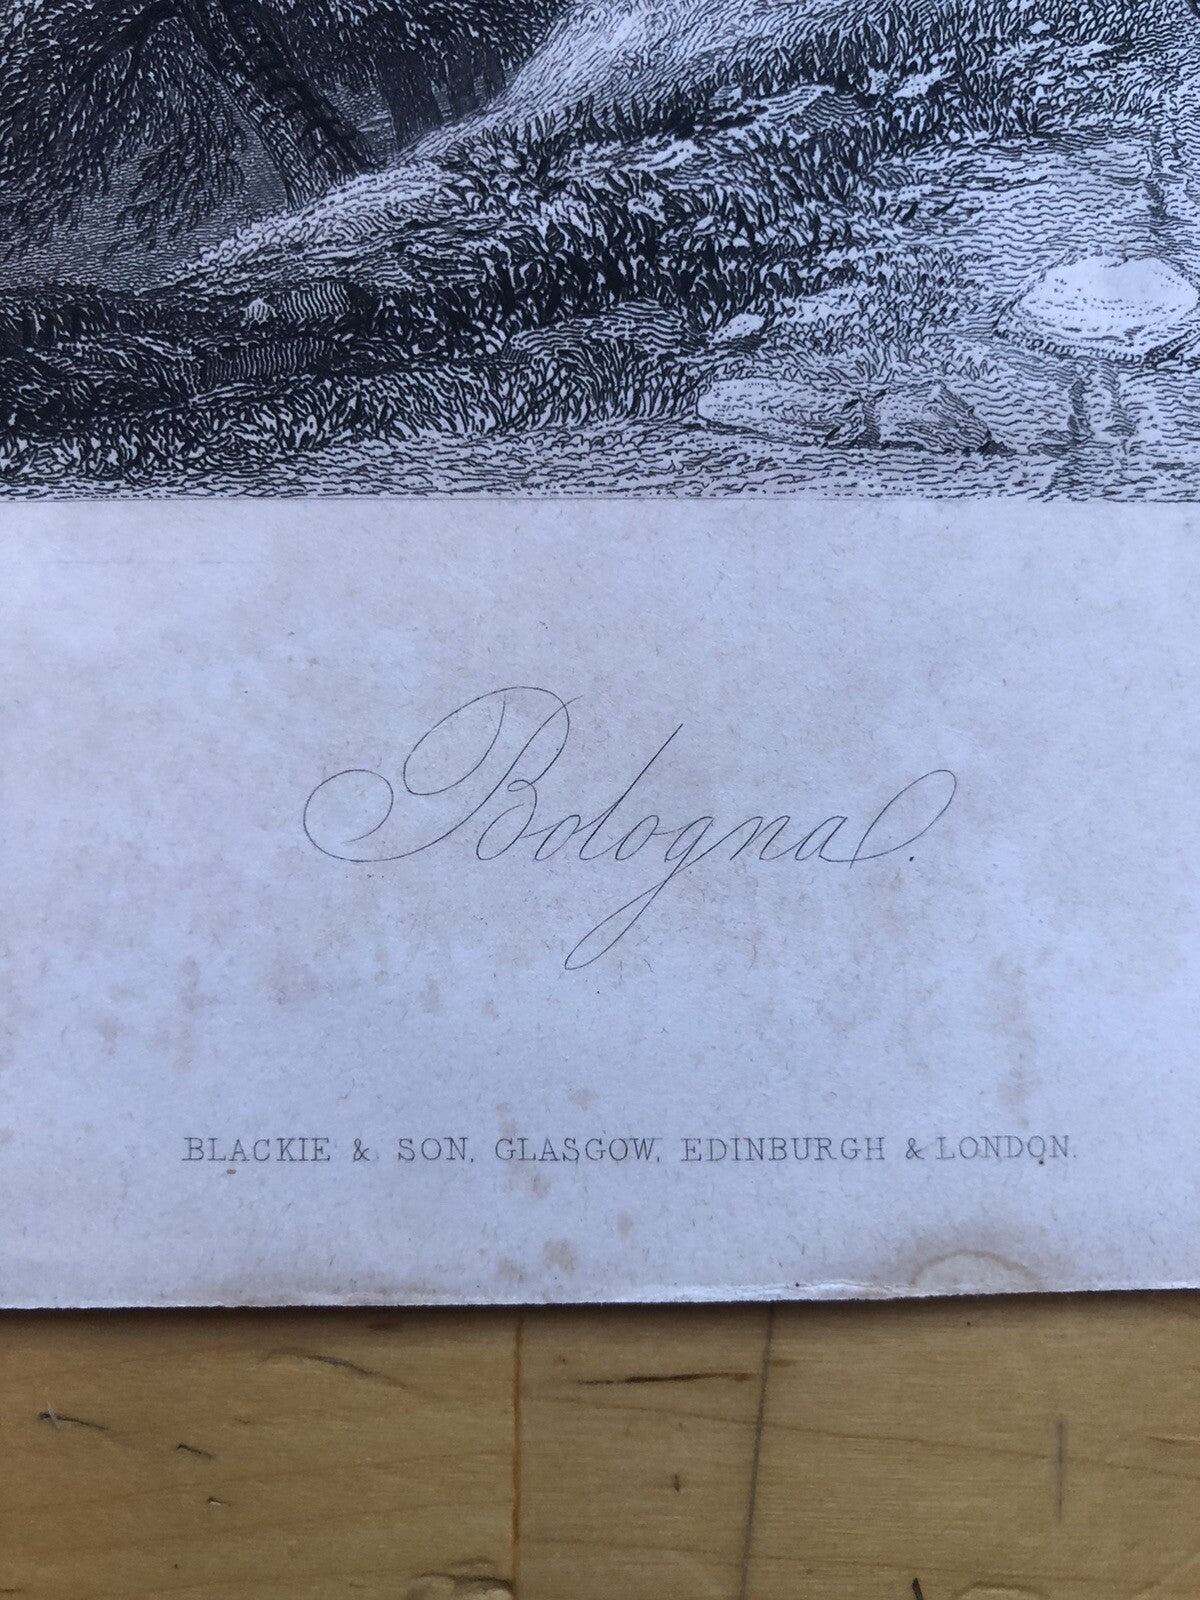 Bologna.
BLACKIE & SON, GLASGOW, EDINBURGH & LONDON.